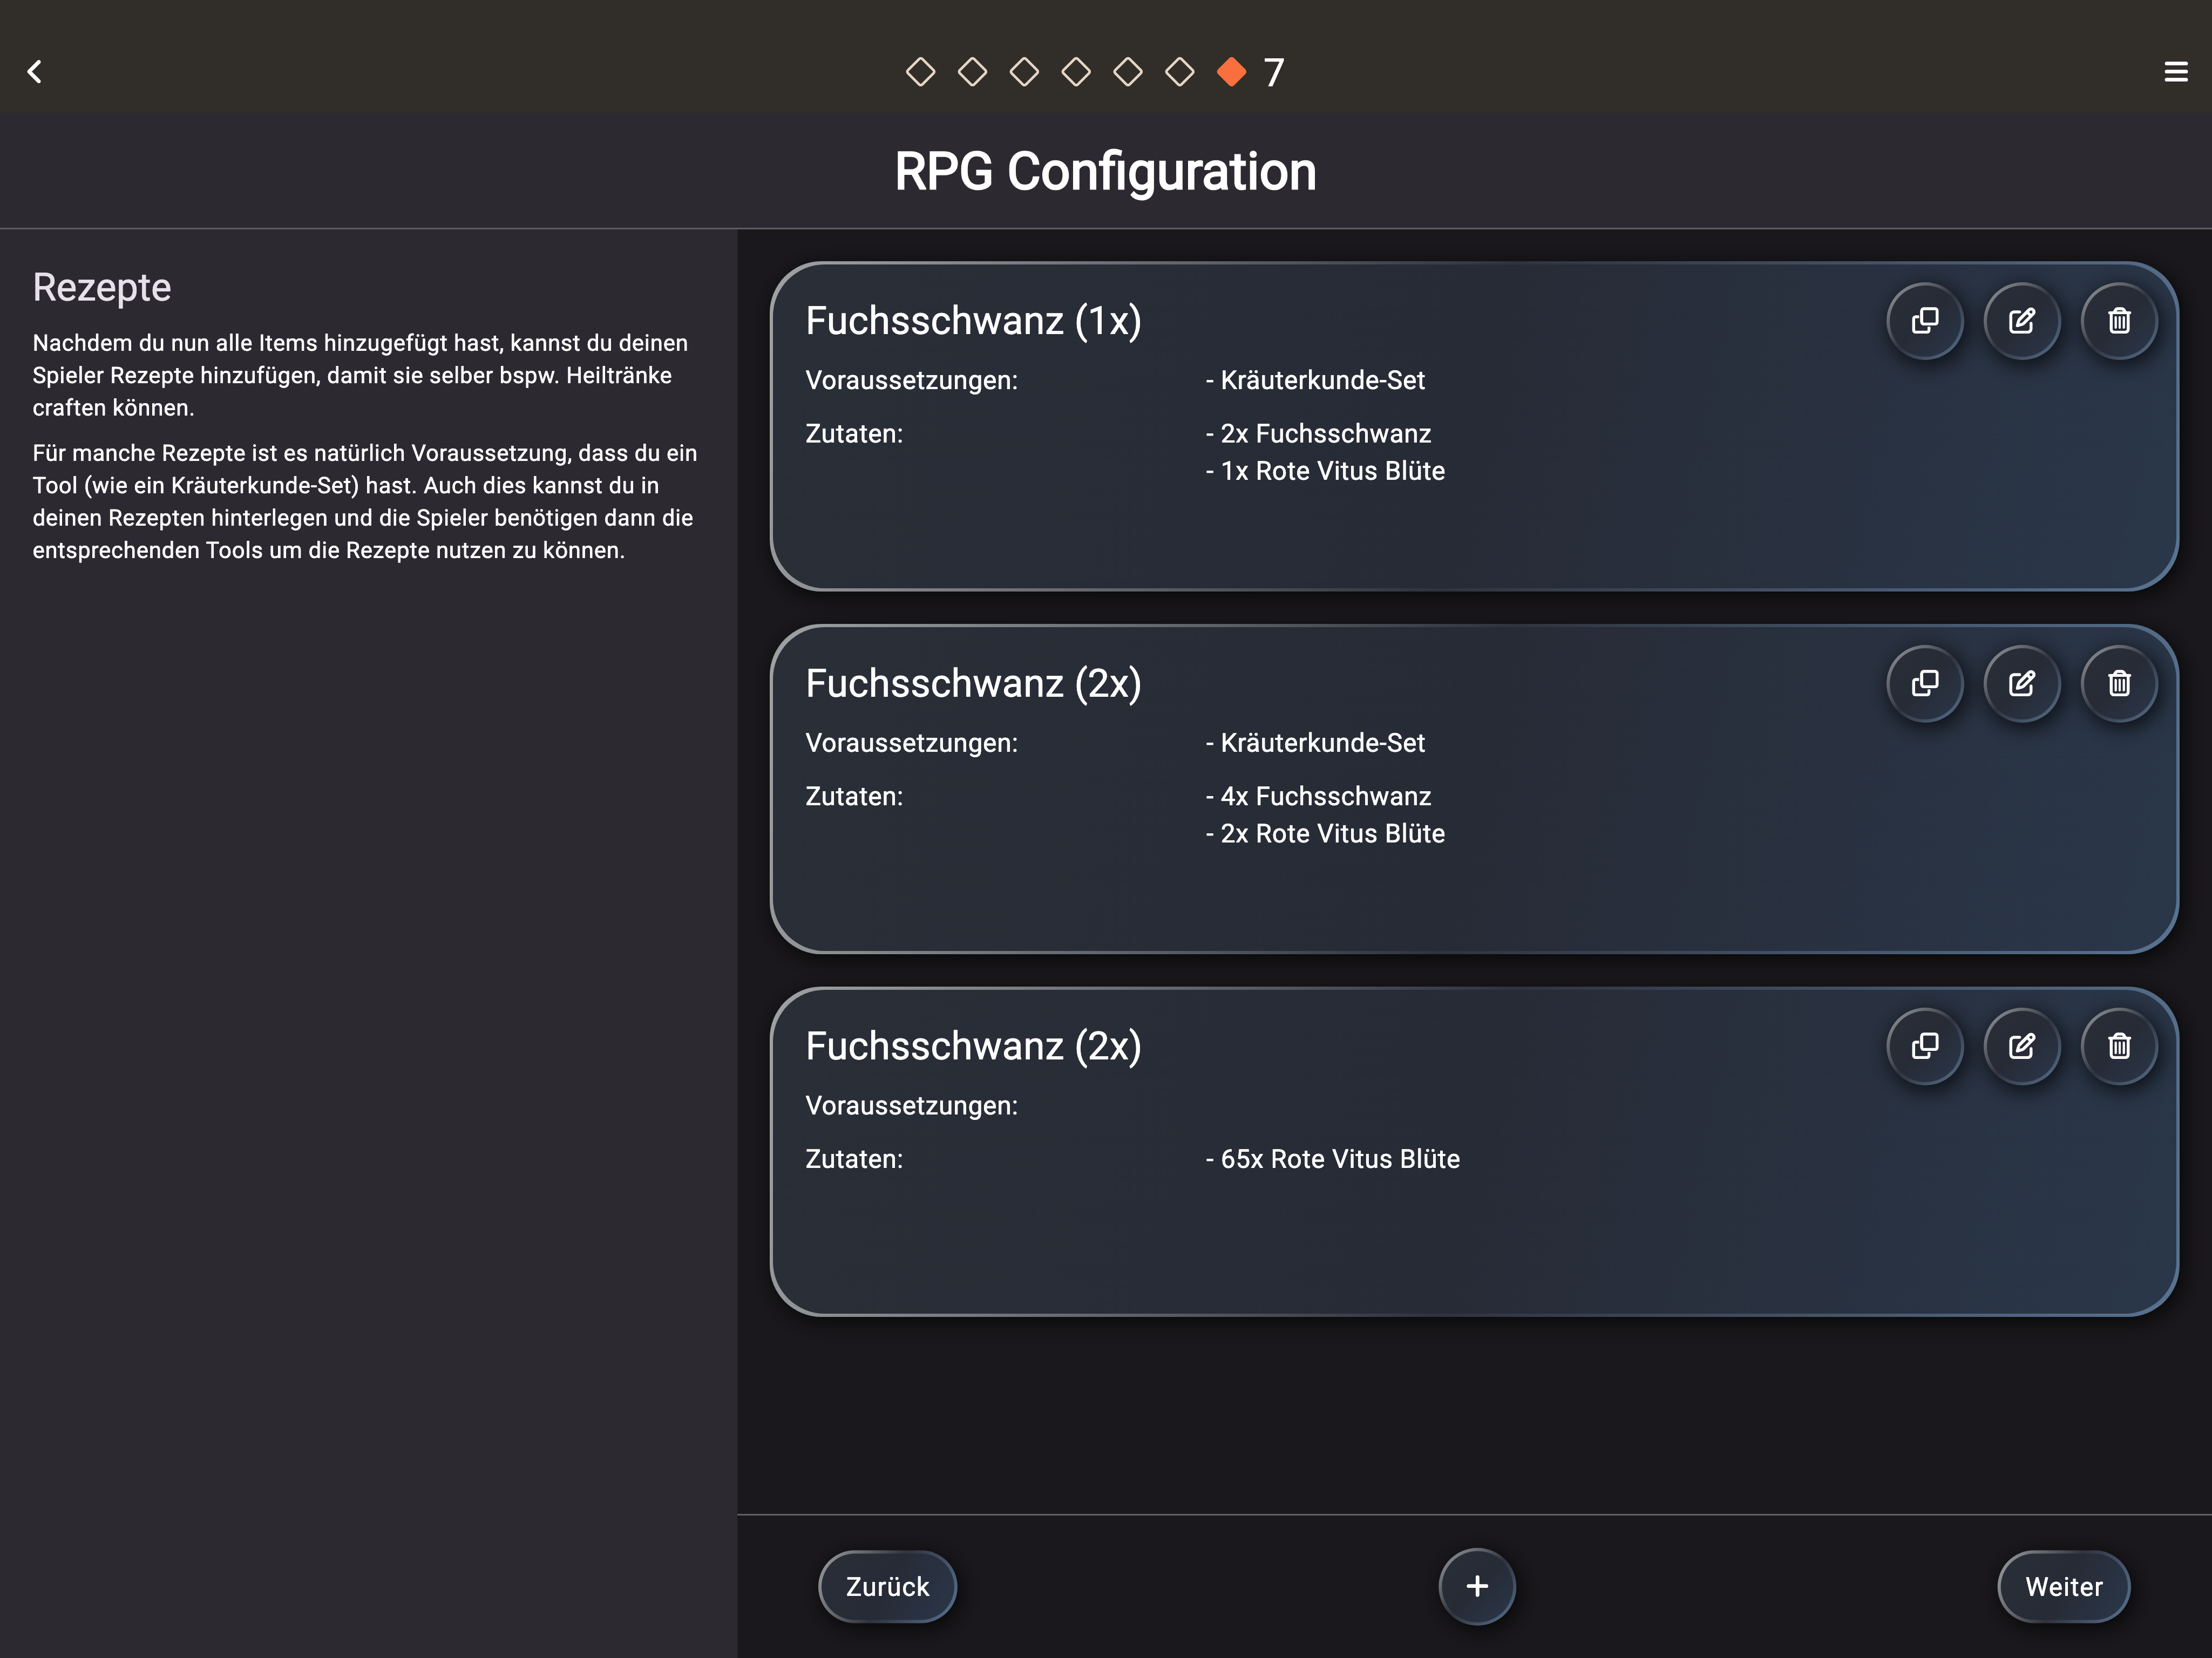 7
RPG Configuration
Rezepte
Nachdem du nun alle Items hinzugefügt hast, kannst du deinen
Spieler Rezepte hinzufügen, damit sie selber bspw. Heiltränke
craften können.
Für manche Rezepte ist es natürlich Voraussetzung, dass du ein
Tool (wie ein Kräuterkunde-Set) hast. Auch dies kannst du in
deinen Rezepten hinterlegen und die Spieler benötigen dann die
entsprechenden Tools um die Rezepte nutzen zu können.
Fuchsschwanz (1x)
Voraussetzungen: - Kräuterkunde-Set
Zutaten: - 2x Fuchsschwanz
- 1x Rote Vitus Blüte
Fuchsschwanz (2x)
Voraussetzungen: - Kräuterkunde-Set
Zutaten: - 4x Fuchsschwanz
- 2x Rote Vitus Blüte
Fuchsschwanz (2x)
Voraussetzungen:
Zutaten: - 65x Rote Vitus Blüte
Zurück + Weiter